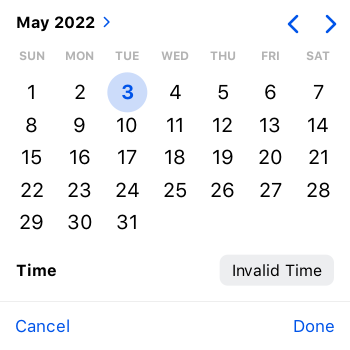 May 2022
SUN MON TUE WED THU FRI SAT
1 2 3 4 5 6 7
8 9 10 11 12 13 14
15 16 17 18 19 20 21
22 23 24 25 26 27 28
29 30 31
Time Invalid Time
Cancel Done